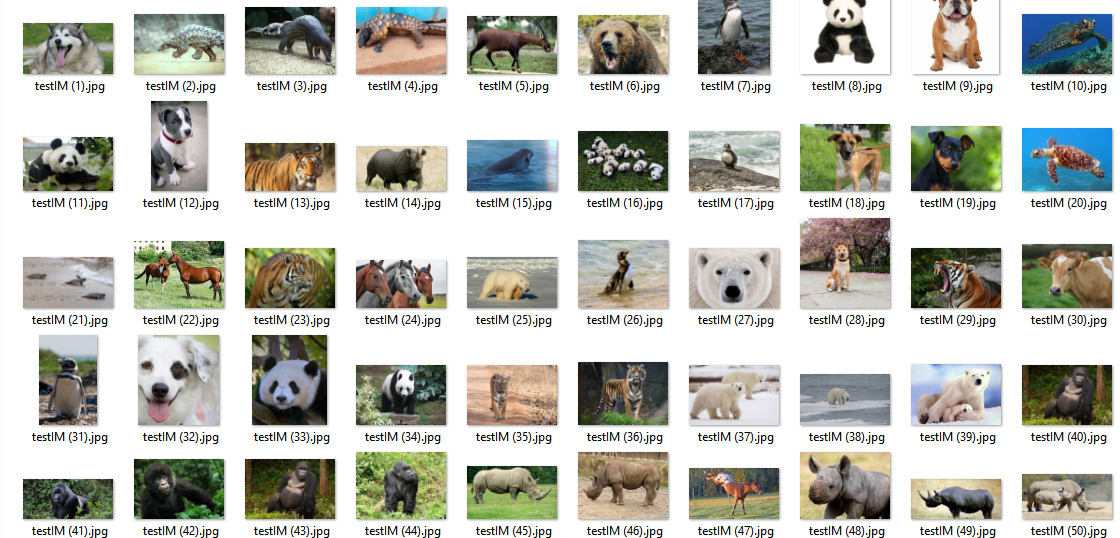 testIM (1).jpg testIM (2).jpg testIM (3).jpg testIM (4).jpg testIM (5).jpg testIM (6).jpg testIM (7).jpg testIM (8).jpg testIM (9).jpg testIM (10).jpg
testIM (11).jpg testIM (12).jpg testIM (13).jpg testIM (14).jpg testIM (15).jpg testIM (16).jpg testIM (17).jpg testIM (18).jpg testIM (19).jpg testIM (20).jpg
testIM (21).jpg testIM (22).jpg testIM (23).jpg testIM (24).jpg testIM (25).jpg testIM (26).jpg testIM (27).jpg testIM (28).jpg testIM (29).jpg testIM (30).jpg
testIM (31).jpg testIM (32).jpg testIM (33).jpg testIM (34).jpg testIM (35).jpg testIM (36).jpg testIM (37).jpg testIM (38).jpg testIM (39).jpg testIM (40).jpg
testIM (41).jpg testIM (42).jpg testIM (43).jpg testIM (44).jpg testIM (45).jpg testIM (46).jpg testIM (47).jpg testIM (48).jpg testIM (49).jpg testIM (50).jpg